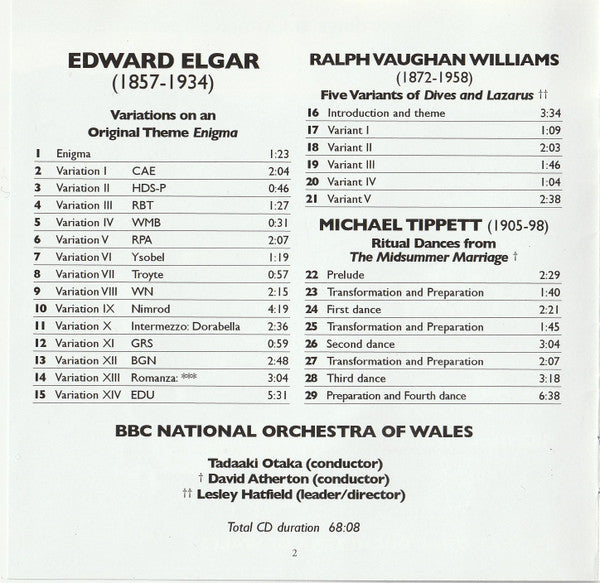 EDWARD ELGAR
(1857-1934)
Variations on an
Original Theme Enigma
1 Enigma 1:23
2 Variation I CAE 2:04
3 Variation II HDS-P 0:46
4 Variation III RBT 1:27
5 Variation IV WMB 0:31
6 Variation V RPA 2:07
7 Variation VI Ysobel 1:19
8 Variation VII Troyte 0:57
9 Variation VIII WN 2:15
10 Variation IX Nimrod 4:19
11 Variation X Intermezzo: Dorabella 2:36
12 Variation XI GRS 0:59
13 Variation XII BGN 2:48
14 Variation XIII Romanza: *** 3:04
15 Variation XIV EDU 5:31
RALPH VAUGHAN WILLIAMS
(1872-1958)
Five Variants of Dives and Lazarus ††
16 Introduction and theme 3:34
17 Variant I 1:09
18 Variant II 2:03
19 Variant III 1:46
20 Variant IV 1:04
21 Variant V 2:38
MICHAEL TIPPETT (1905-98)
Ritual Dances from
The Midsummer Marriage †
22 Prelude 2:29
23 Transformation and Preparation 1:40
24 First dance 2:21
25 Transformation and Preparation 1:45
26 Second dance 3:04
27 Transformation and Preparation 2:07
28 Third dance 3:18
29 Preparation and Fourth dance 6:38
BBC NATIONAL ORCHESTRA OF WALES
Tadaaki Otaka (conductor)
† David Atherton (conductor)
†† Lesley Hatfield (leader/director)
Total CD duration 68:08
2